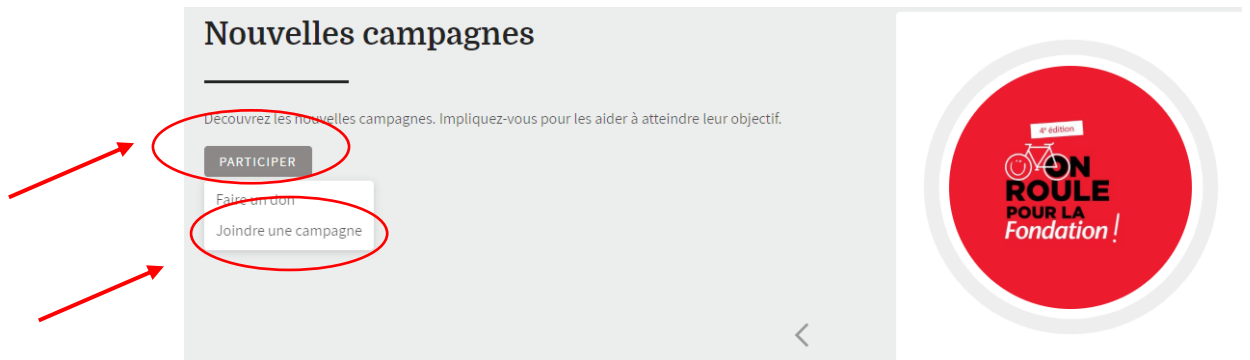 Nouvelles campagnes
Découvrez les nouvelles campagnes. Impliquez-vous pour les aider à atteindre leur objectif.
PARTICIPER
Faire un don
Joindre une campagne
4e édition
ON
ROULE
POUR LA
Fondation !